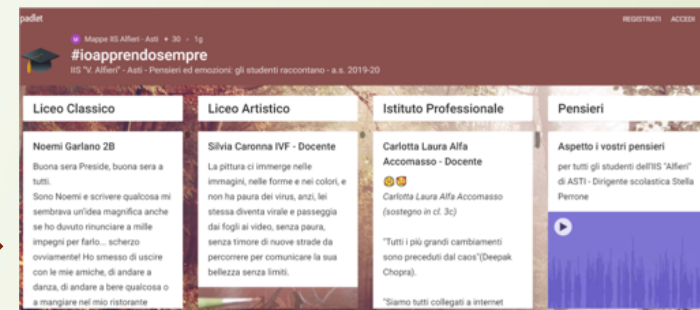 padlet
REGISTRATI ACCEDI
Mappe IIS Alfieri - Asti + 30 - 1g
#ioapprendosempre
IIS "V. Alfieri" - Asti - Pensieri ed emozioni: gli studenti raccontano - a.s. 2019-20
Liceo Classico
Noemi Garlano 2B
Buona sera Preside, buona sera a
tutti.
Sono Noemi e scrivere qualcosa mi
sembrava un'idea magnifica anche
se ho duvuto rinunciare a mille
impegni per farlo... scherzo
ovviamente! Ho smesso di uscire
con le mie amiche, di andare a
danza, di andare a bere qualcosa o
a mangiare nel mio ristorante
Liceo Artistico
Silvia Caronna IVF - Docente
La pittura ci immerge nelle
immagini, nelle forme e nei colori, e
non ha paura dei virus, anzi, lei
stessa diventa virale e passeggia
dai fogli ai video, senza paura,
senza timore di nuove strade da
percorrere per comunicare la sua
bellezza senza limiti.
Istituto Professionale
Carlotta Laura Alfa
Accomasso - Docente
Carlotta Laura Alfa Accomasso
(sostegno in cl. 3c)
"Tutti i più grandi cambiamenti
sono preceduti dal caos"(Deepak
Chopra).
"Siamo tutti collegati a internet
Pensieri
Aspetto i vostri pensieri
per tutti gli studenti dell'IIS "Alfieri"
di ASTI - Dirigente scolastica Stella
Perrone